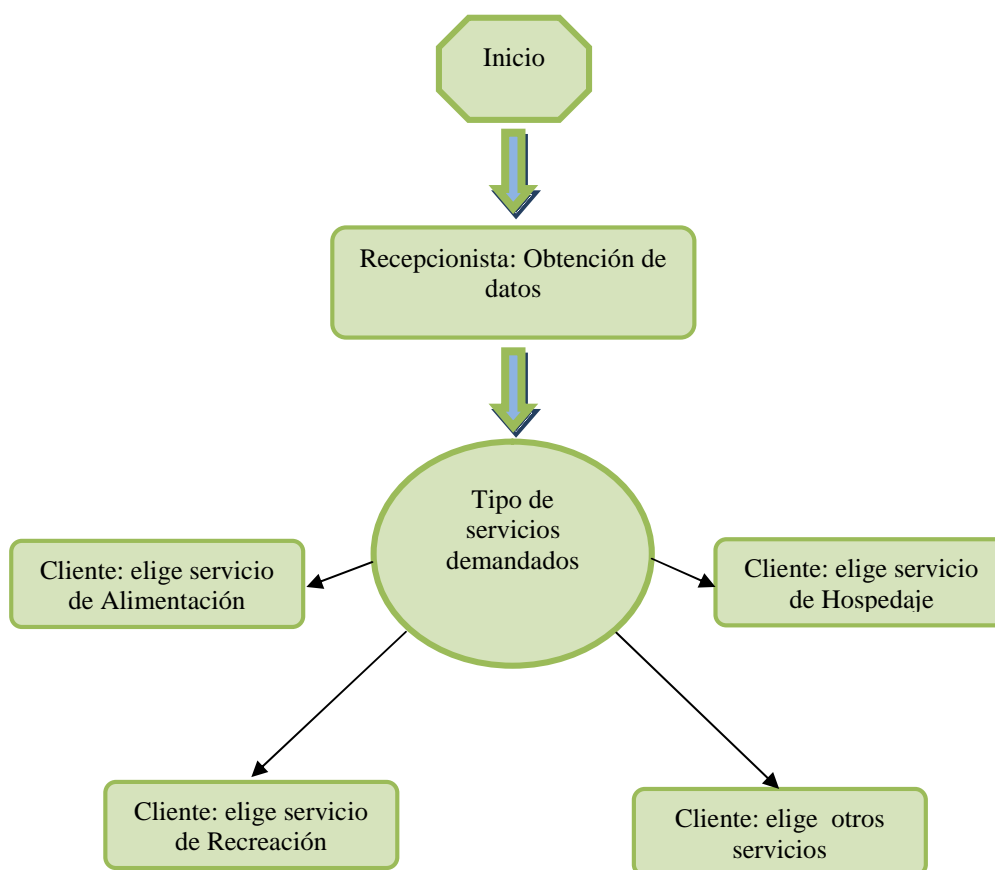 Inicio
Recepcionista: Obtención de
datos
Tipo de
servicios
demandados
Cliente: elige servicio
de Alimentación
Cliente: elige servicio
de Hospedaje
Cliente: elige servicio
de Recreación
Cliente: elige otros
servicios